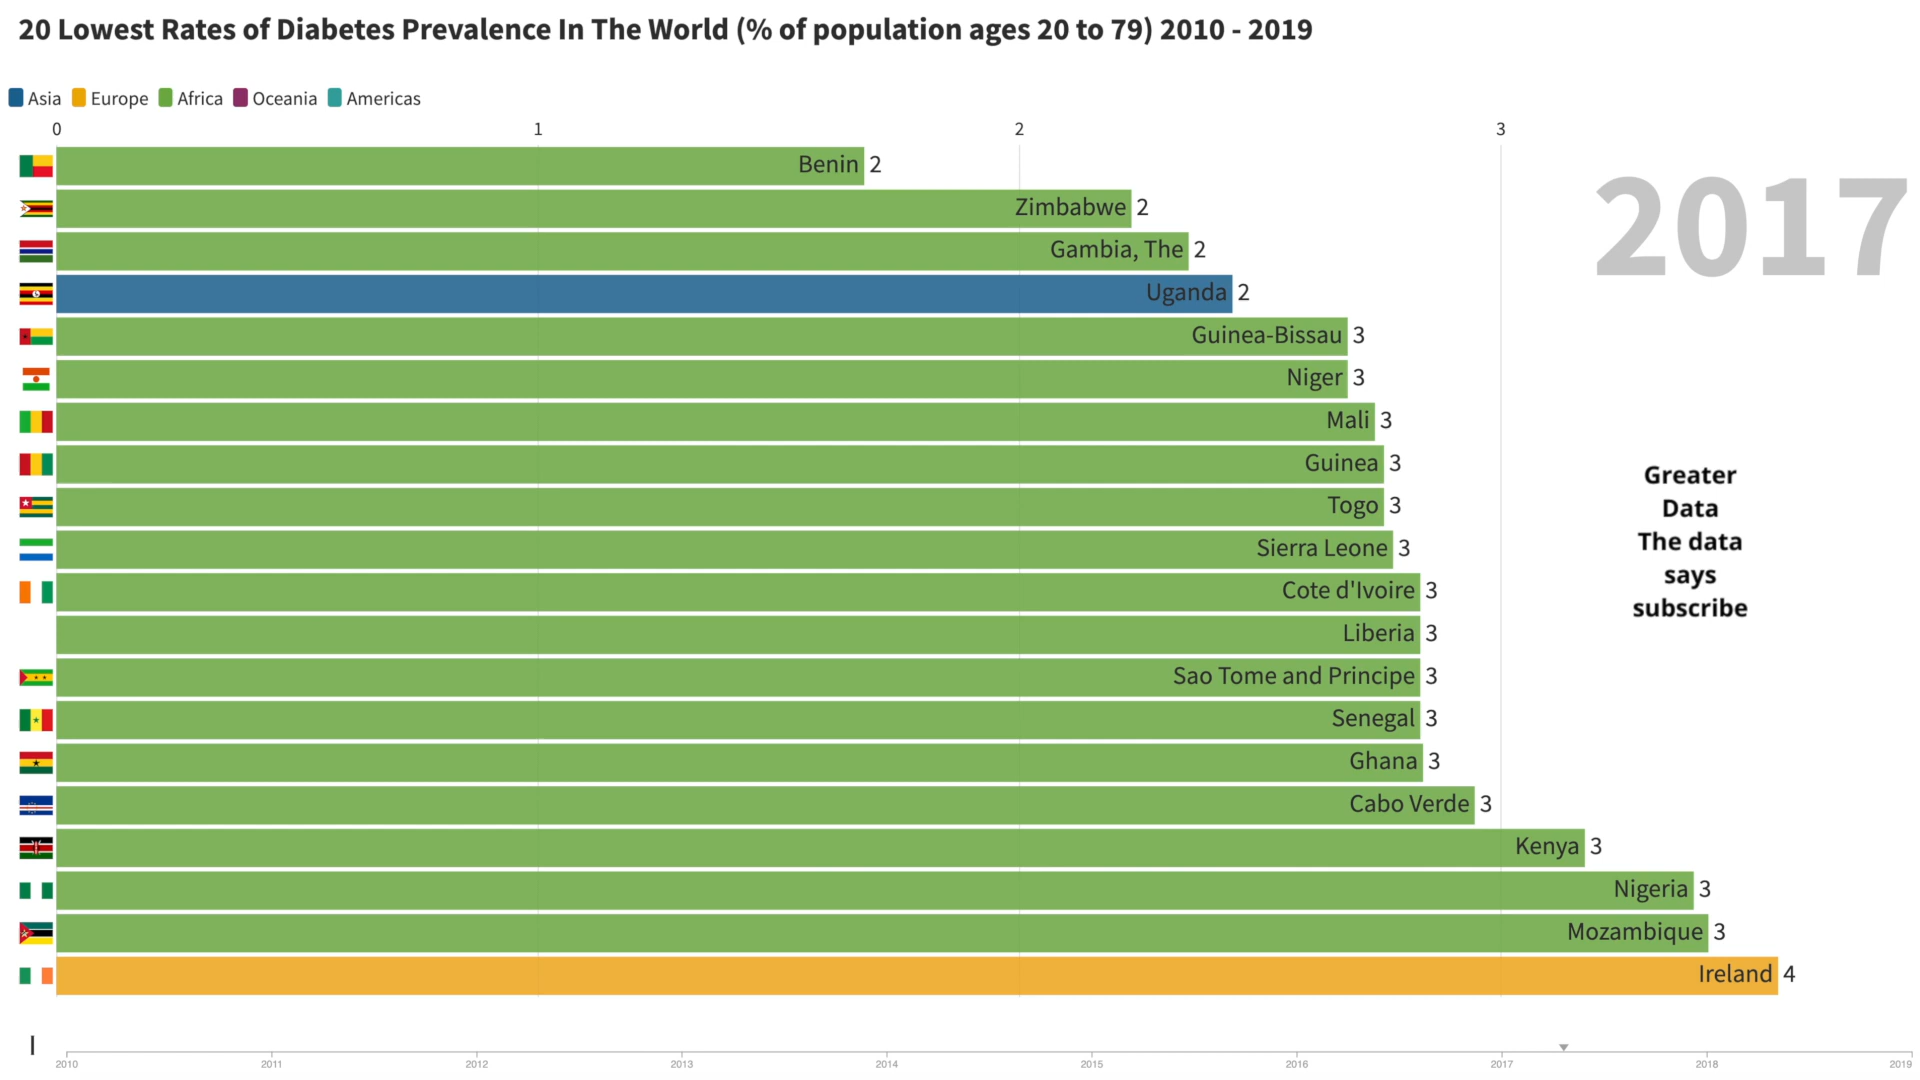 20 Lowest Rates of Diabetes Prevalence In The World (% of population ages 20 to 79) 2010 - 2019
Asia Europe Africa Oceania Americas
0 1 2 3
2017
Benin 2
Zimbabwe 2
Gambia, The 2
Uganda 2
Guinea-Bissau 3
Niger 3
Mali 3
Guinea 3
Togo 3
Sierra Leone 3
Cote d'Ivoire 3
Liberia 3
Sao Tome and Principe 3
Senegal 3
Ghana 3
Cabo Verde 3
Kenya 3
Nigeria 3
Mozambique 3
Ireland 4
Greater
Data
The data
says
subscribe
2010 2011 2012 2013 2014 2015 2016 2017 2018 2019